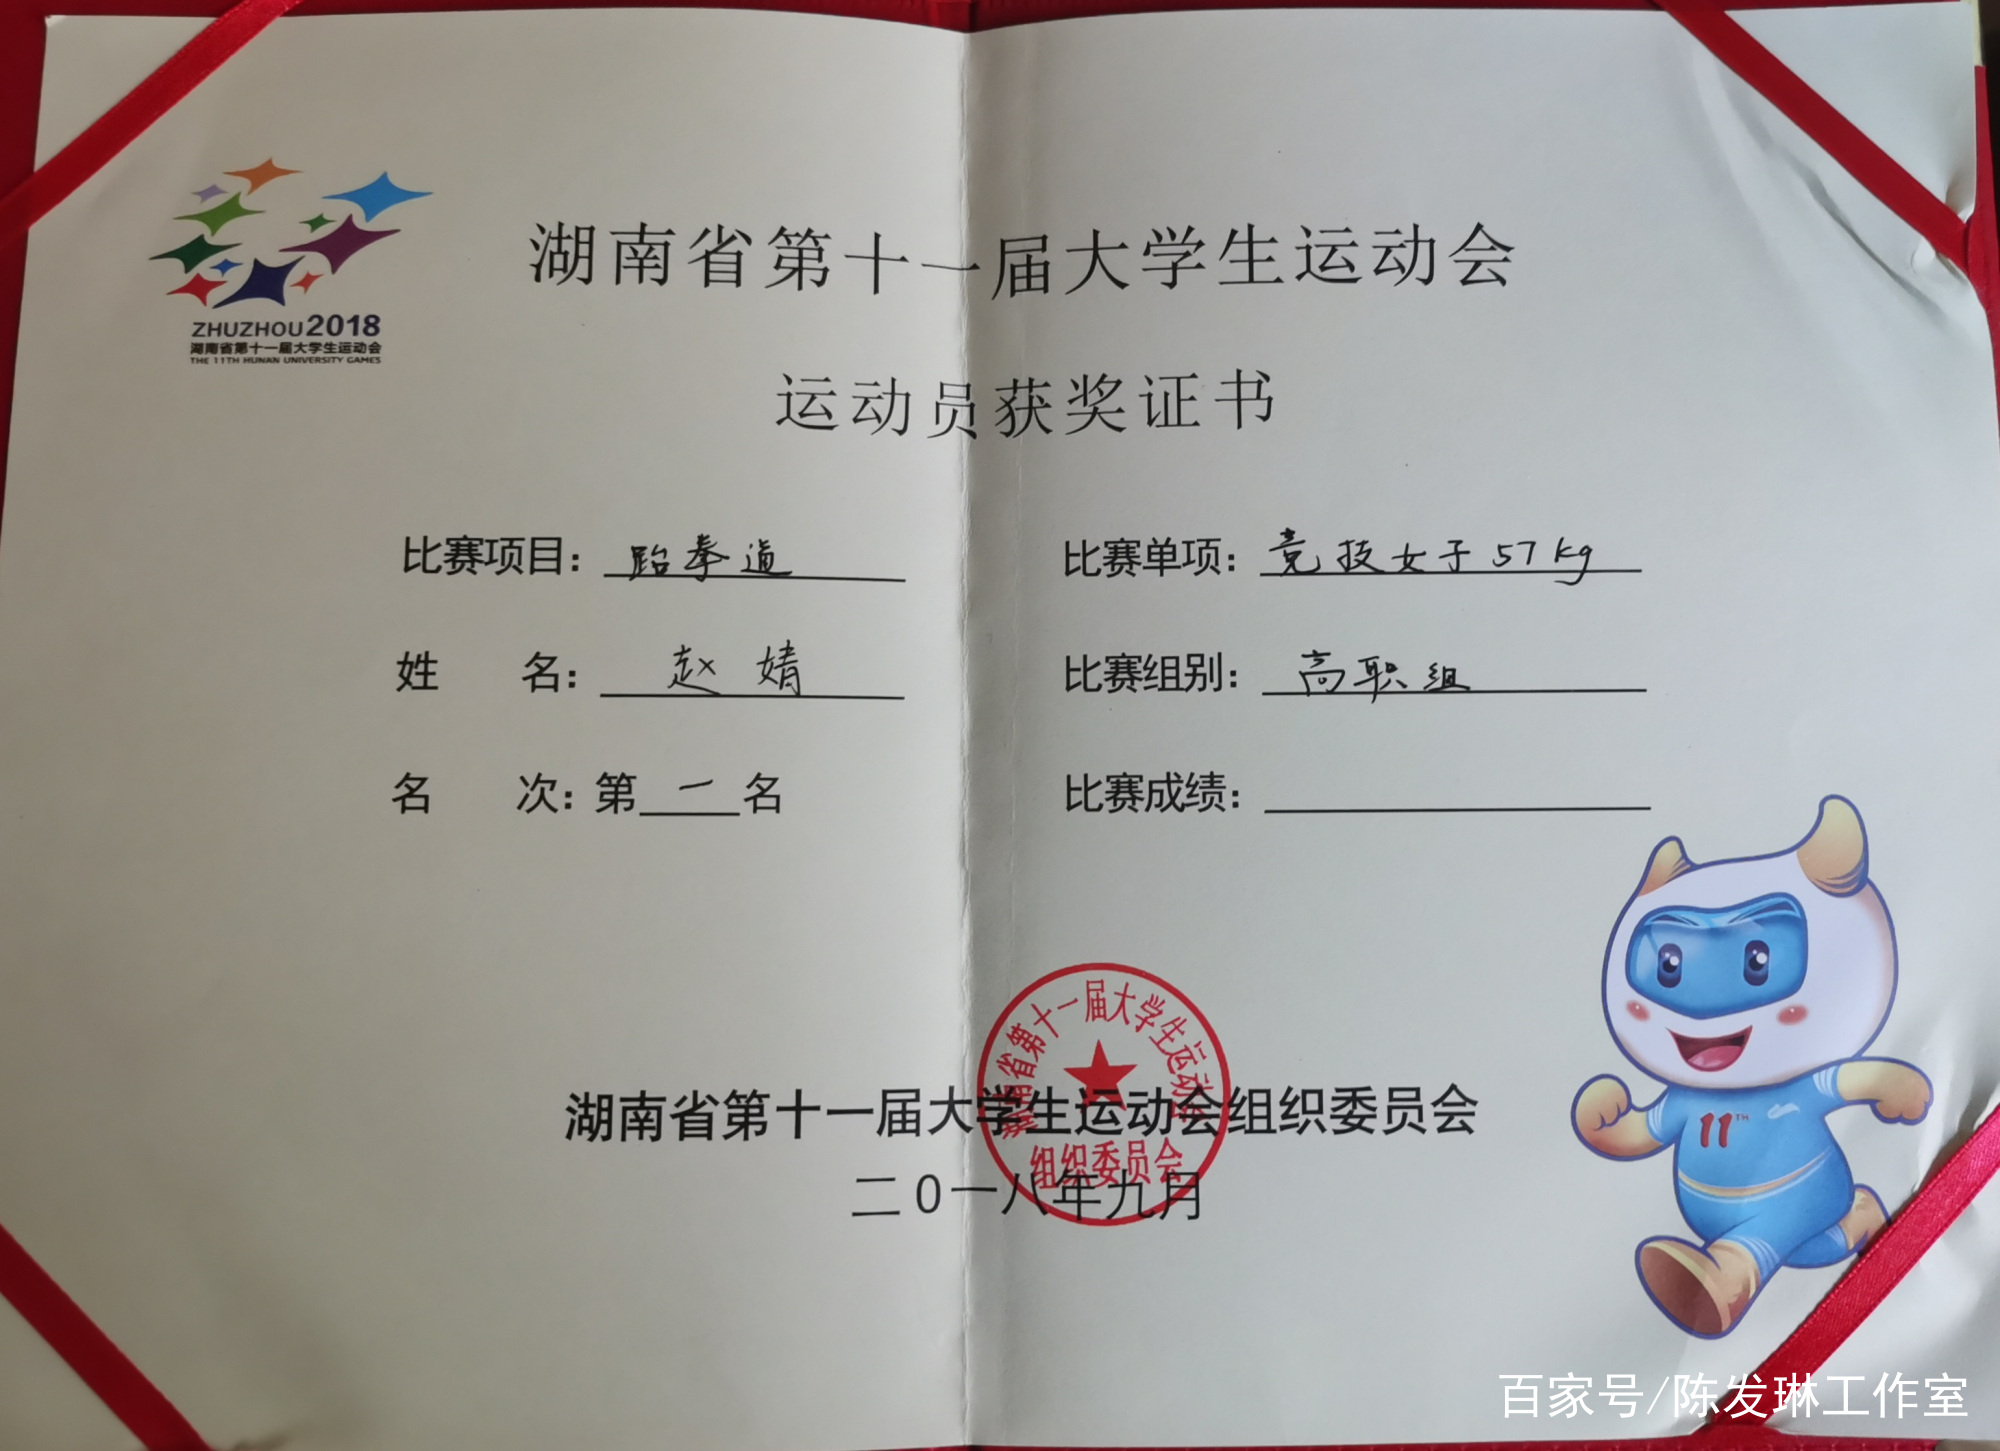 ZHUZHOU 2018
湖南省第十一届大学生运动会
THE 11TH HUNAN UNIVERSITY GAMES
湖南省第十一届大学生运动会
运动员获奖证书
比赛项目：跆拳道
比赛单项：竞技女子57kg
姓名：赵婧
比赛组别：高职组
名次：第一名
比赛成绩：
湖南省第十一届大学生运动会
组织委员会
湖南省第十一届大学生运动会组织委员会
二0一八年九月
11TH
百家号/陈发琳工作室